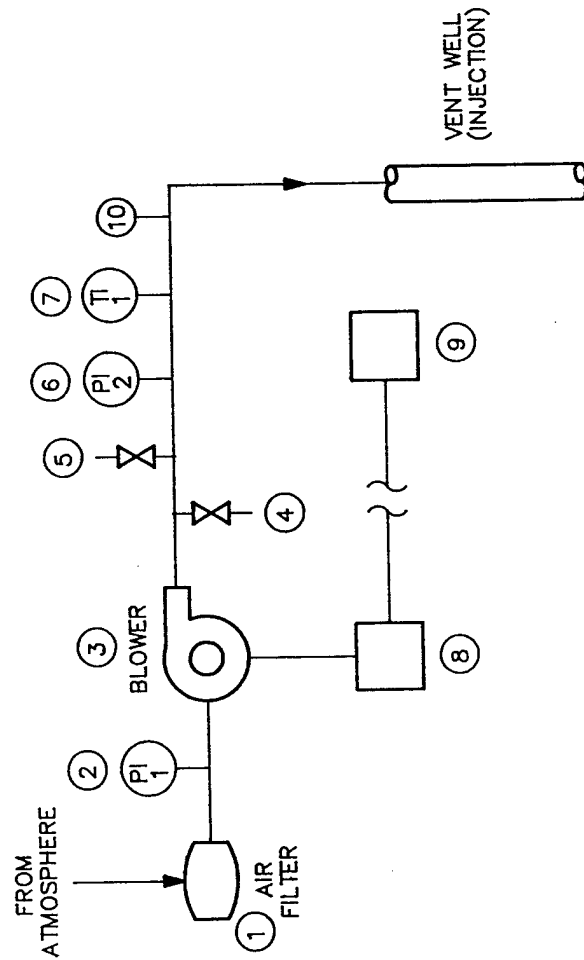 FROM
ATMOSPHERE
1
AIR
FILTER
2
PI
1
3
BLOWER
4
5
6
PI
2
7
TI
1
10
8
9
VENT WELL
(INJECTION)